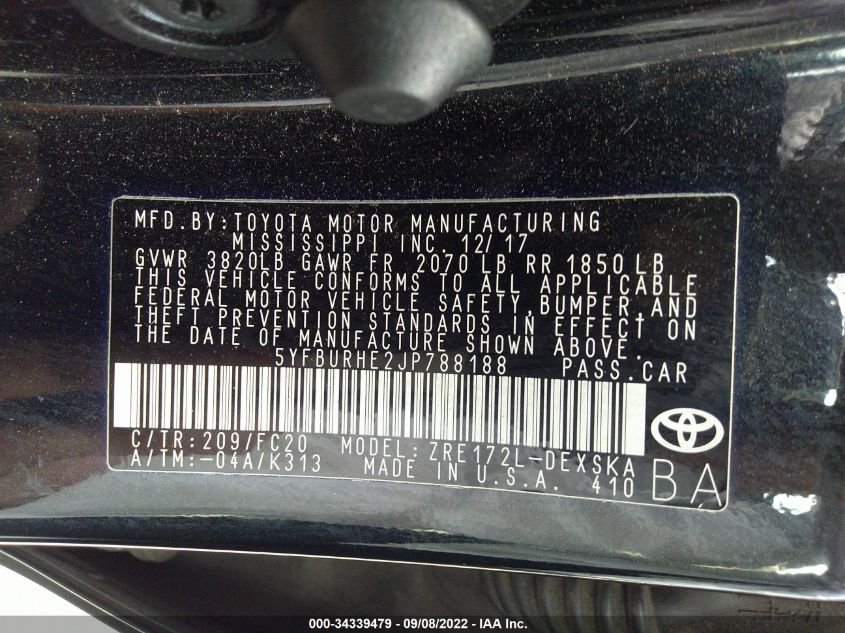 MFD.BY:TOYOTA MOTOR MANUFACTURING
MISSISSIPPI INC. 12/17
GVWR 3820LB GAWR FR 2070 LB RR 1850 LB
THIS VEHICLE CONFORMS TO ALL APPLICABLE
FEDERAL MOTOR VEHICLE SAFETY,BUMPER,AND
THEFT PREVENTION STANDARDS IN EFFECT ON
THE DATE OF MANUFACTURE SHOWN ABOVE.
5YFBURHE2JP788188 PASS.CAR
C/TR:209/FC20 MODEL:ZRE172L-DEXSKA
A/TM:-04A/K313 MADE IN U.S.A. 410
BA
000-34339479 - 09/08/2022 - IAA Inc.